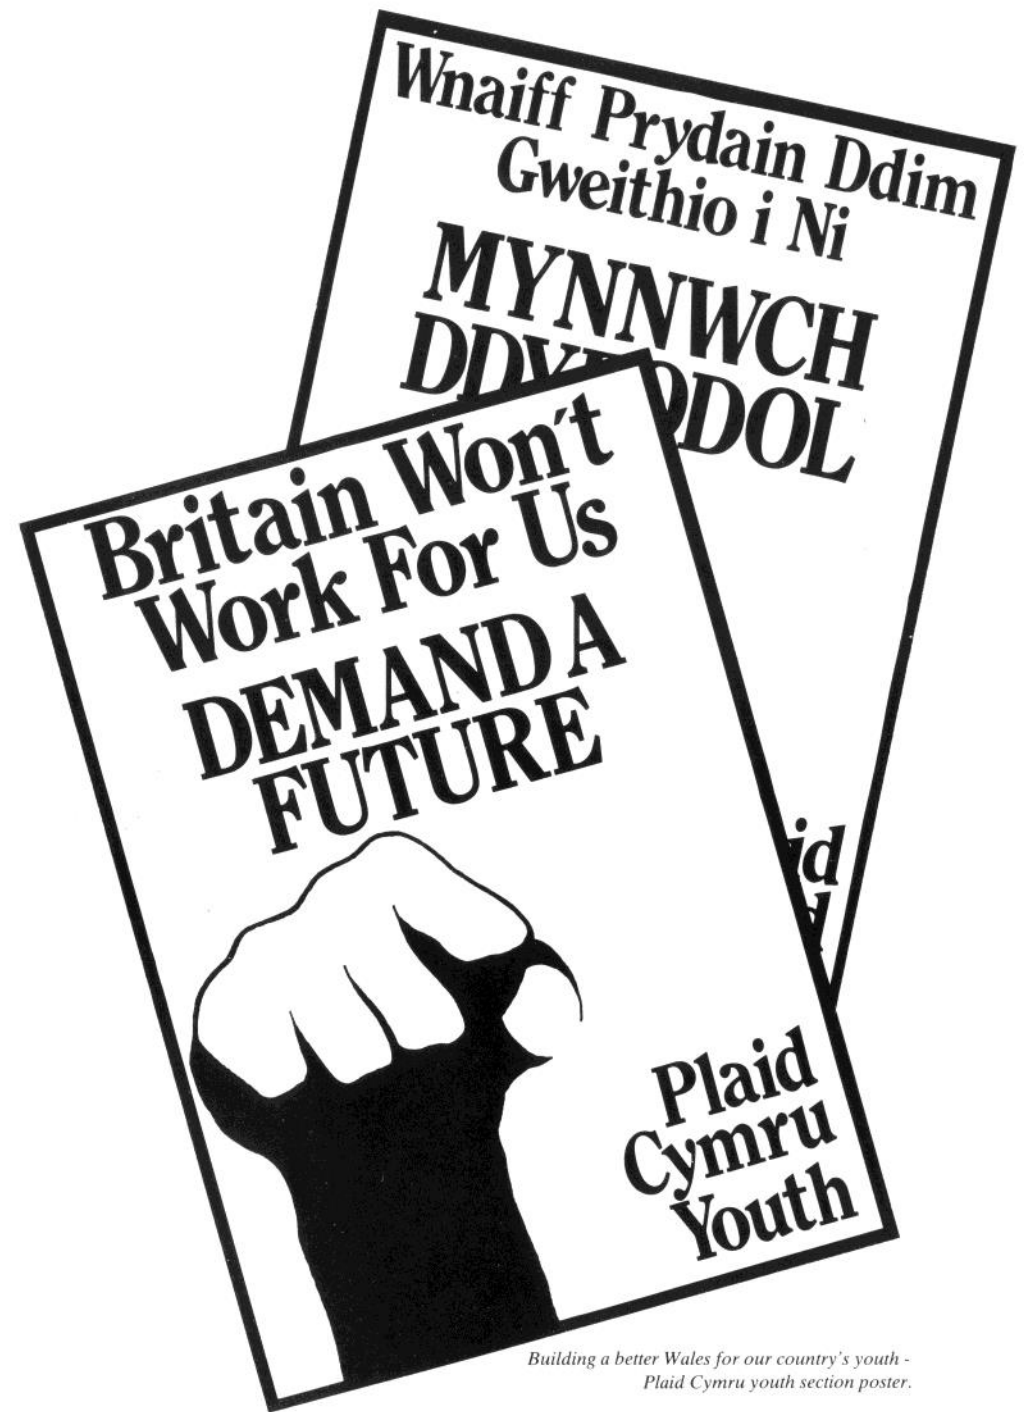 Wnaiff Prydain Ddim
Gweithio i Ni
MYNNWCH
Britain Won't
Work For Us
DEMAND A
FUTURE
Plaid
Cymru
Youth
Building a better Wales for our country's youth -
Plaid Cymru youth section poster.